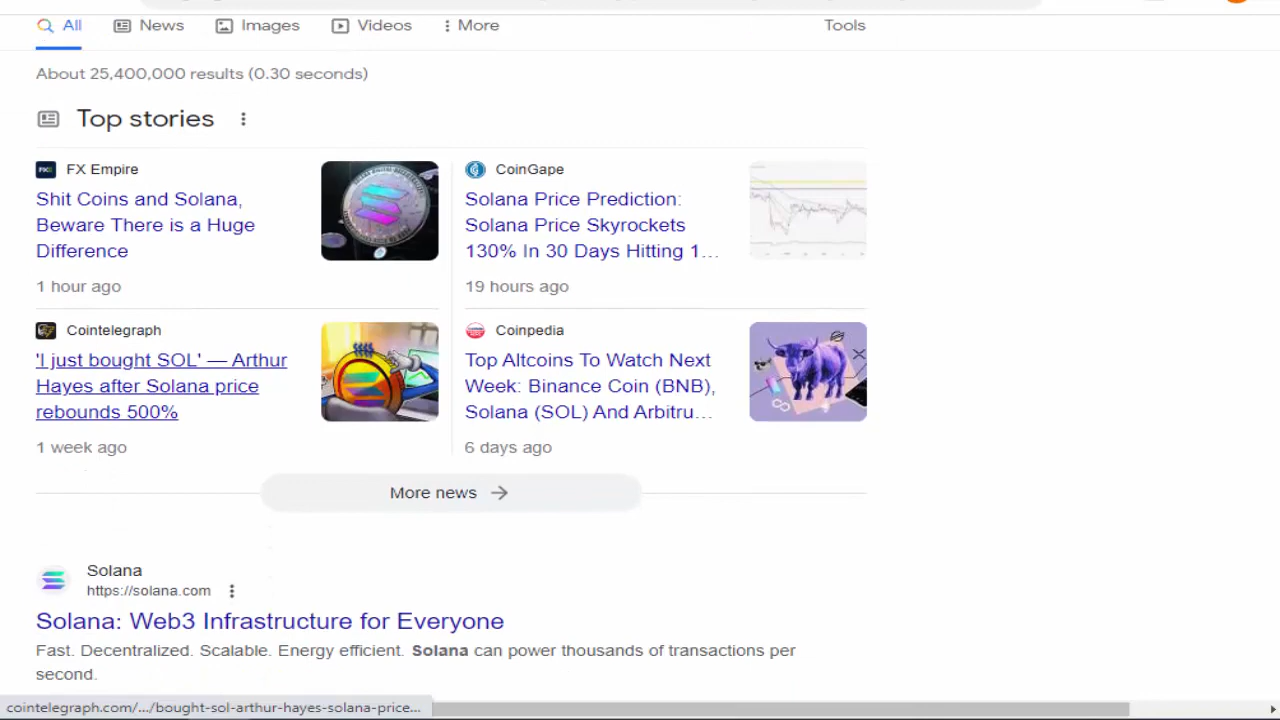 All News Images Videos More Tools
About 25,400,000 results (0.30 seconds)
Top stories
FX Empire
Shit Coins and Solana,
Beware There is a Huge
Difference
1 hour ago
CoinGape
Solana Price Prediction:
Solana Price Skyrockets
130% In 30 Days Hitting 1...
19 hours ago
Cointelegraph
'I just bought SOL' — Arthur
Hayes after Solana price
rebounds 500%
1 week ago
Coinpedia
Top Altcoins To Watch Next
Week: Binance Coin (BNB),
Solana (SOL) And Arbitru...
6 days ago
More news
Solana
https://solana.com
Solana: Web3 Infrastructure for Everyone
Fast. Decentralized. Scalable. Energy efficient. Solana can power thousands of transactions per
second.
cointelegraph.com/.../bought-sol-arthur-hayes-solana-price...